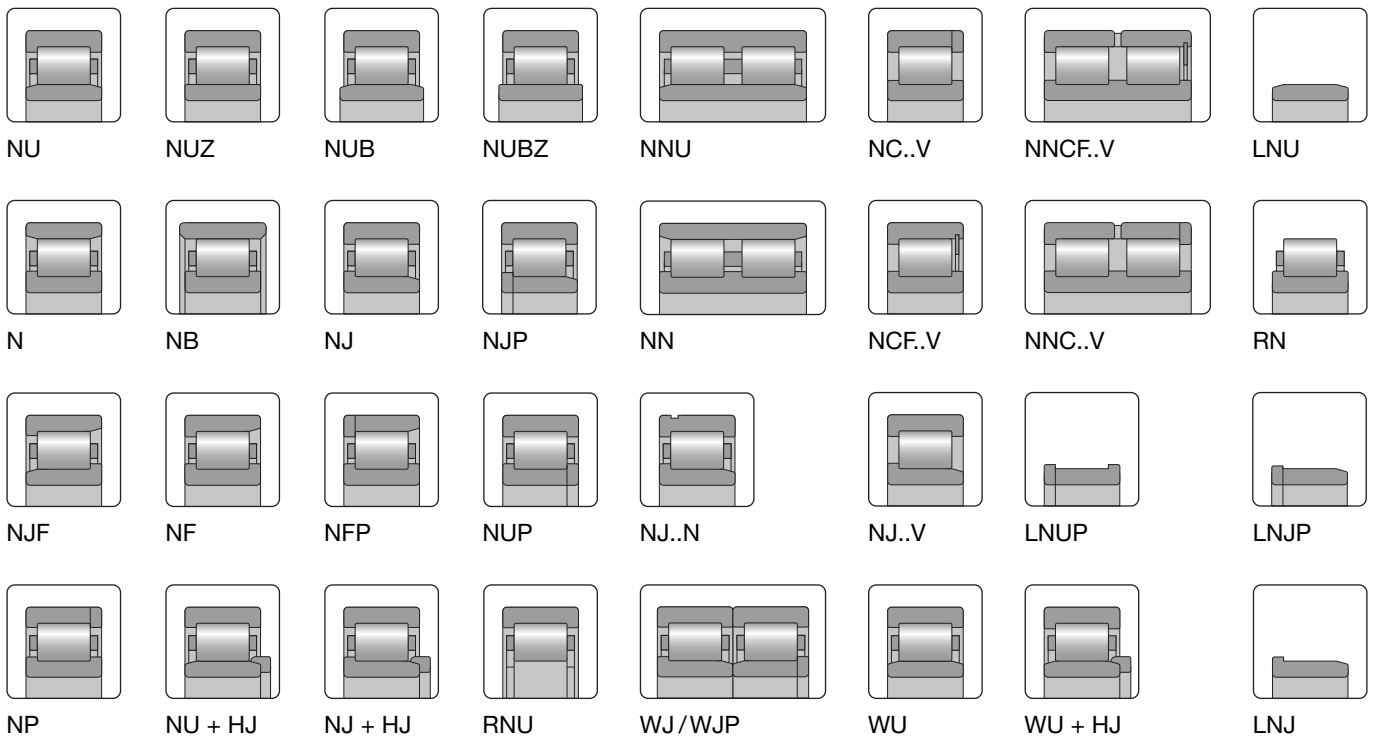 NU NUZ NUB NUBZ NNU NC..V NNCF..V LNU
N NB NJ NJP NN NCF..V NNC..V RN
NJF NF NFP NUP NJ..N NJ..V LNUP LNJP
NP NU + HJ NJ + HJ RNU WJ / WJP WU WU + HJ LNJ